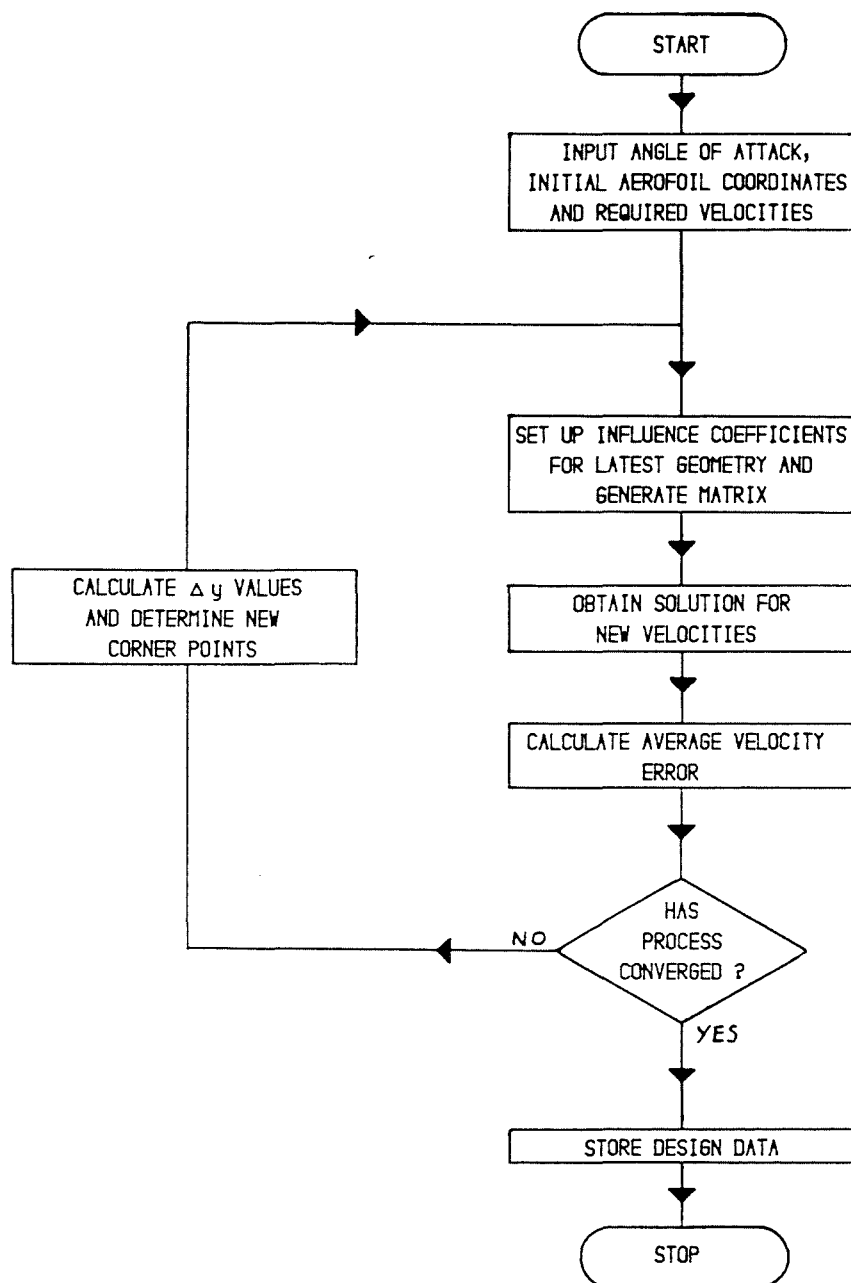 START
INPUT ANGLE OF ATTACK,
INITIAL AEROFOIL COORDINATES
AND REQUIRED VELOCITIES
SET UP INFLUENCE COEFFICIENTS
FOR LATEST GEOMETRY AND
GENERATE MATRIX
CALCULATE Δ y VALUES
AND DETERMINE NEW
CORNER POINTS
OBTAIN SOLUTION FOR
NEW VELOCITIES
CALCULATE AVERAGE VELOCITY
ERROR
HAS
PROCESS
CONVERGED ?
NO
YES
STORE DESIGN DATA
STOP